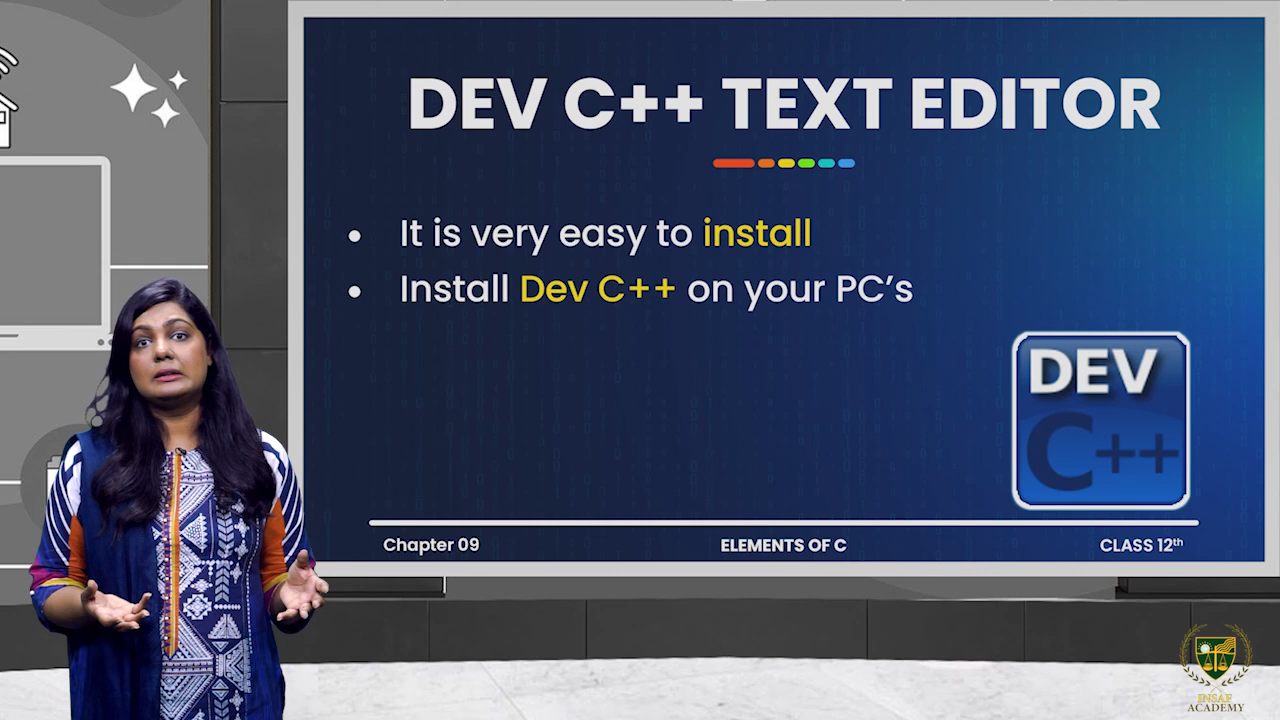 DEV C++ TEXT EDITOR
• It is very easy to install
• Install Dev C++ on your PC’s
DEV
C++
Chapter 09 ELEMENTS OF C CLASS 12th
INSAF
ACADEMY